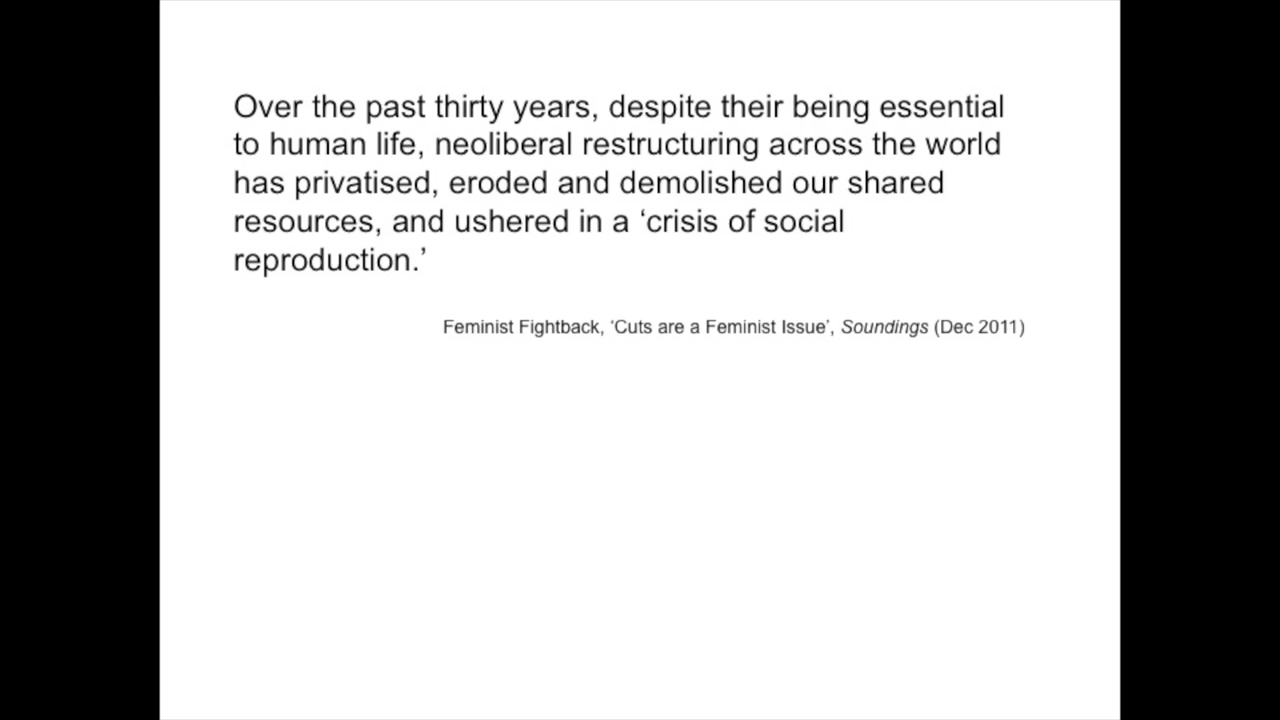 Over the past thirty years, despite their being essential
to human life, neoliberal restructuring across the world
has privatised, eroded and demolished our shared
resources, and ushered in a ‘crisis of social
reproduction.’
Feminist Fightback, ‘Cuts are a Feminist Issue’, Soundings (Dec 2011)